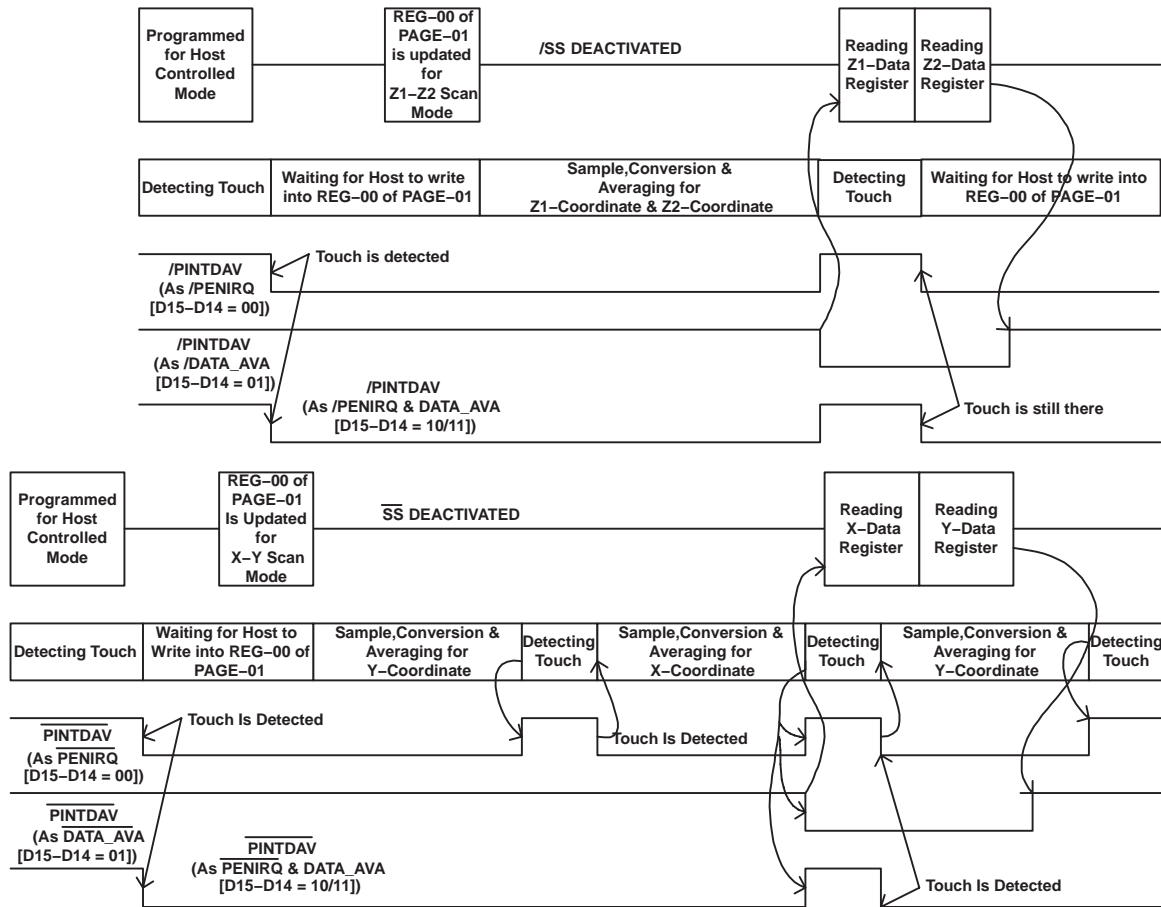 Programmed
for Host
Controlled
Mode
REG–00 of
PAGE–01
is updated
for
Z1–Z2 Scan
Mode
/SS DEACTIVATED
Reading
Z1–Data
Register
Reading
Z2–Data
Register
Detecting Touch
Waiting for Host to write
into REG–00 of PAGE–01
Sample,Conversion &
Averaging for
Z1–Coordinate & Z2–Coordinate
Detecting
Touch
Waiting for Host to write into
REG–00 of PAGE–01
Touch is detected
/PINTDAV
(As /PENIRQ
[D15–D14 = 00])
/PINTDAV
(As /DATA_AVA
[D15–D14 = 01])
/PINTDAV
(As /PENIRQ & DATA_AVA
[D15–D14 = 10/11])
Touch is still there
Programmed
for Host
Controlled
Mode
REG–00 of
PAGE–01
Is Updated
for
X–Y Scan
Mode
SS DEACTIVATED
Reading
X–Data
Register
Reading
Y–Data
Register
Detecting Touch
Waiting for Host to
Write into REG–00 of
PAGE–01
Sample,Conversion &
Averaging for
Y–Coordinate
Detecting
Touch
Sample,Conversion &
Averaging for
X–Coordinate
Detecting
Touch
Sample,Conversion &
Averaging for
Y–Coordinate
Detecting
Touch
Touch Is Detected
Touch Is Detected
PINTDAV
(As PENIRQ
[D15–D14 = 00])
PINTDAV
(As DATA_AVA
[D15–D14 = 01])
PINTDAV
(As PENIRQ & DATA_AVA
[D15–D14 = 10/11])
Touch Is Detected